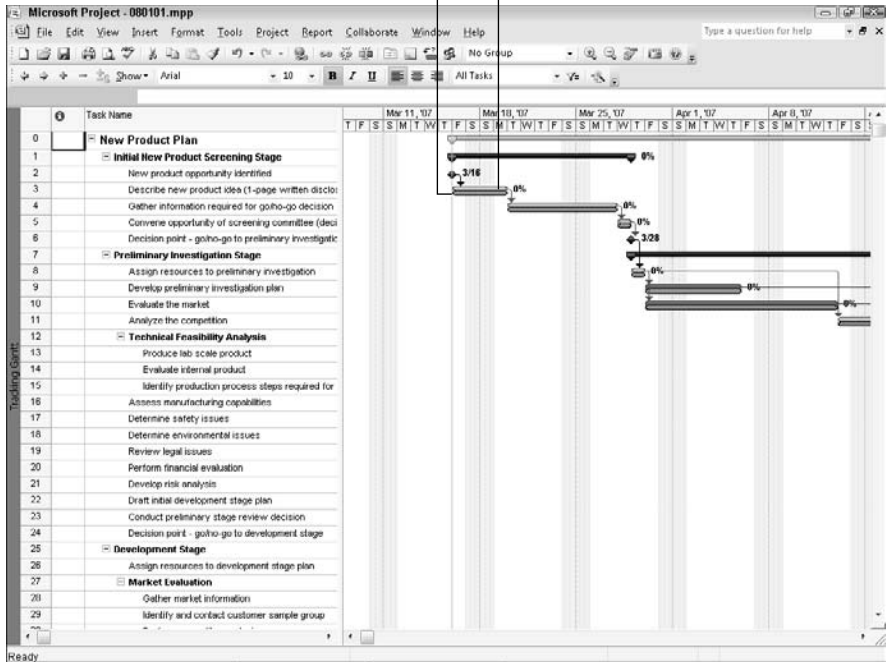 Microsoft Project - 080101.mpp
File Edit View Insert Format Tools Project Report Collaborate Window Help
Type a question for help
No Group
Show Arial 10 B I U All Tasks
Task Name
Mar 11, '07 Mar 18, '07 Mar 25, '07 Apr 1, '07 Apr 8, '07
T F S S M T W T F S S M T W T F S S M T W T F S S M T W T F S S M T W T F S
0 New Product Plan
1 Initial New Product Screening Stage 0%
2 New product opportunity identified 3/16
3 Describe new product idea (1-page written disclo: 0%
4 Gather information required for go/no-go decision 0%
5 Convene opportunity of screening committee (deci 0%
6 Decision point - go/no-go to preliminary investigatic 3/28
7 Preliminary Investigation Stage
8 Assign resources to preliminary investigation 0%
9 Develop preliminary investigation plan 0%
10 Evaluate the market 0%
11 Analyze the competition
12 Technical Feasibility Analysis
13 Produce lab scale product
14 Evaluate internal product
15 Identify production process steps required for
16 Assess manufacturing capabilities
17 Determine safety issues
18 Determine environmental issues
19 Review legal issues
20 Perform financial evaluation
21 Develop risk analysis
22 Draft initial development stage plan
23 Conduct preliminary stage review decision
24 Decision point - go/no-go to development stage
25 Development Stage
26 Assign resources to development stage plan
27 Market Evaluation
28 Gather market information
29 Identify and contact customer sample group
Tracking Gantt
Ready